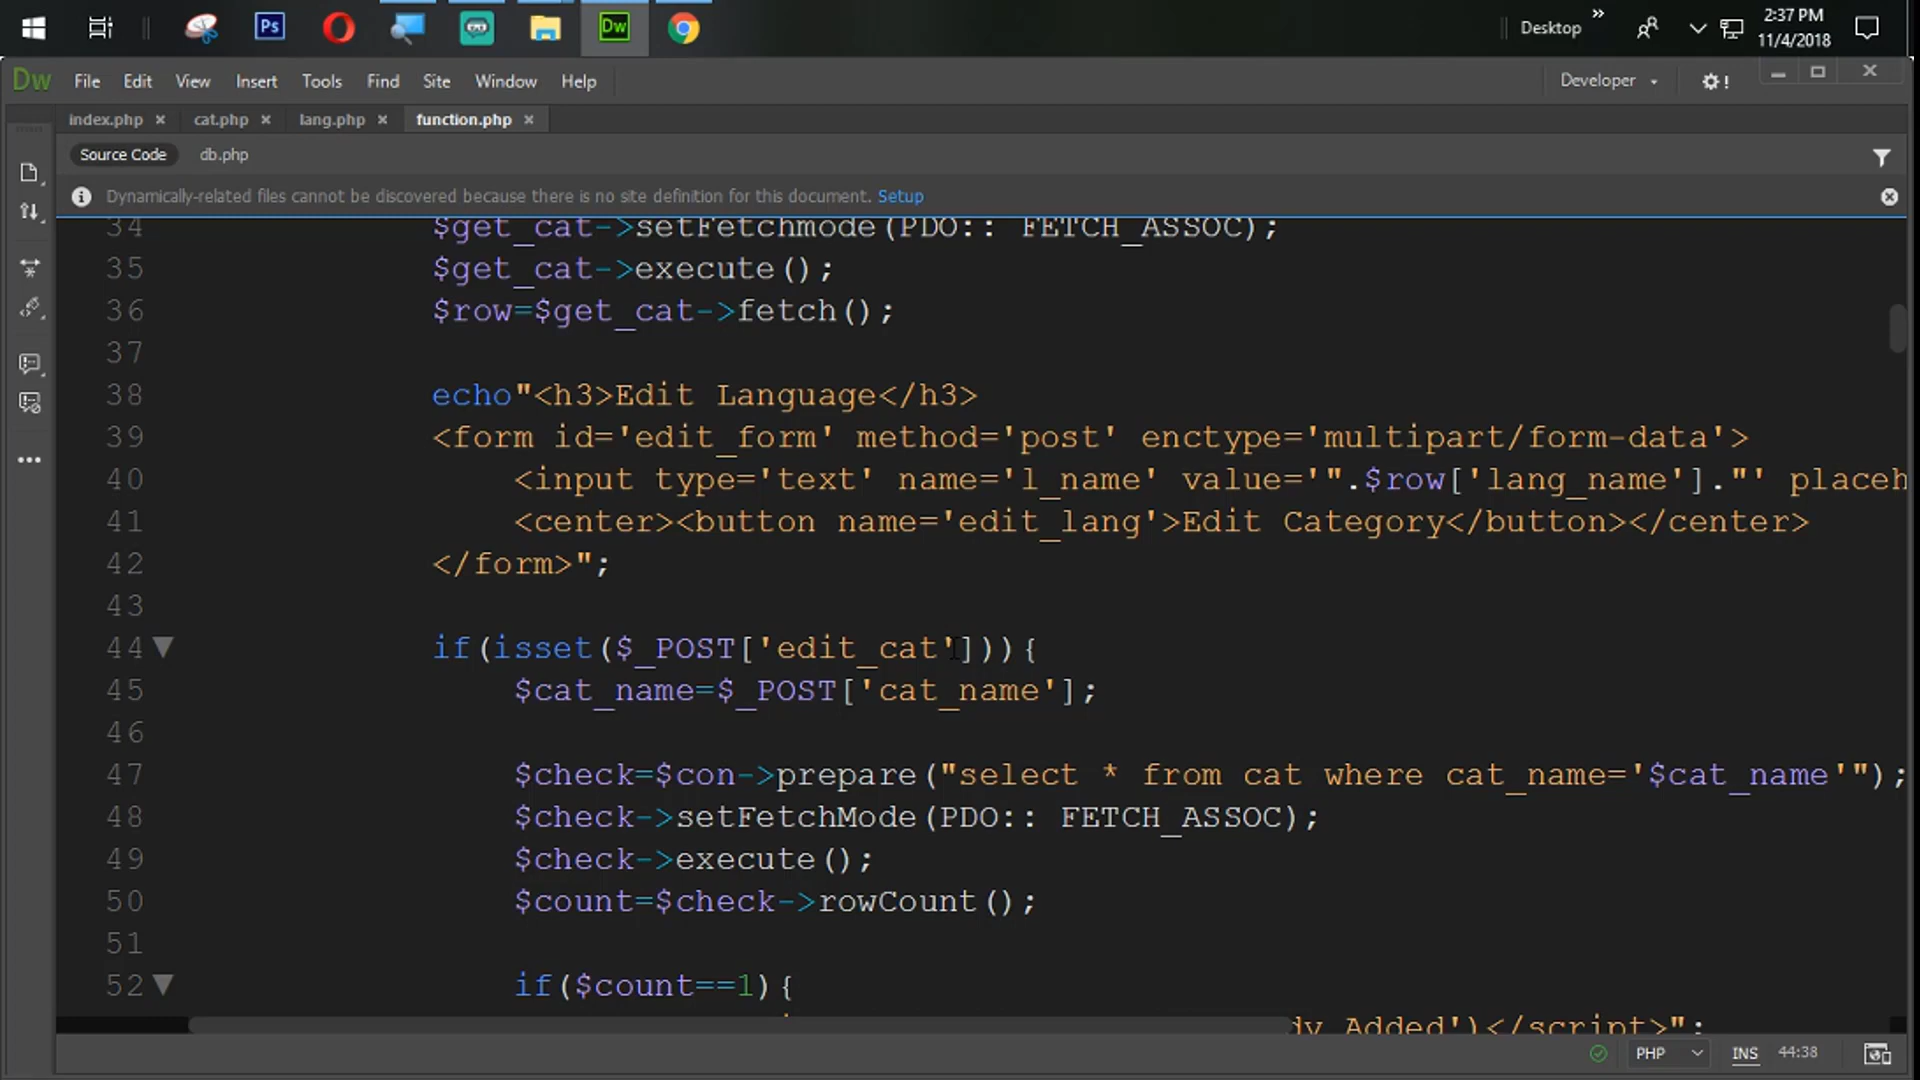 Ps
Dw
Desktop
»
2:37 PM
11/4/2018
Dw File Edit View Insert Tools Find Site Window Help
Developer
!
index.php × cat.php × lang.php × function.php ×
Source Code db.php
Dynamically-related files cannot be discovered because there is no site definition for this document. Setup
34 $get_cat->setFetchmode(PDO:: FETCH_ASSOC);
35 $get_cat->execute();
36 $row=$get_cat->fetch();
37
38 echo"<h3>Edit Language</h3>
39 <form id='edit_form' method='post' enctype='multipart/form-data'>
40 <input type='text' name='l_name' value='".$row['lang_name']."' placeh
41 <center><button name='edit_lang'>Edit Category</button></center>
42 </form>";
43
44 if(isset($_POST['edit_cat'])){
45 $cat_name=$_POST['cat_name'];
46
47 $check=$con->prepare("select * from cat where cat_name='$cat_name'");
48 $check->setFetchMode(PDO:: FETCH_ASSOC);
49 $check->execute();
50 $count=$check->rowCount();
51
52 if($count==1){
dy Added')</script>";
PHP INS 44:38